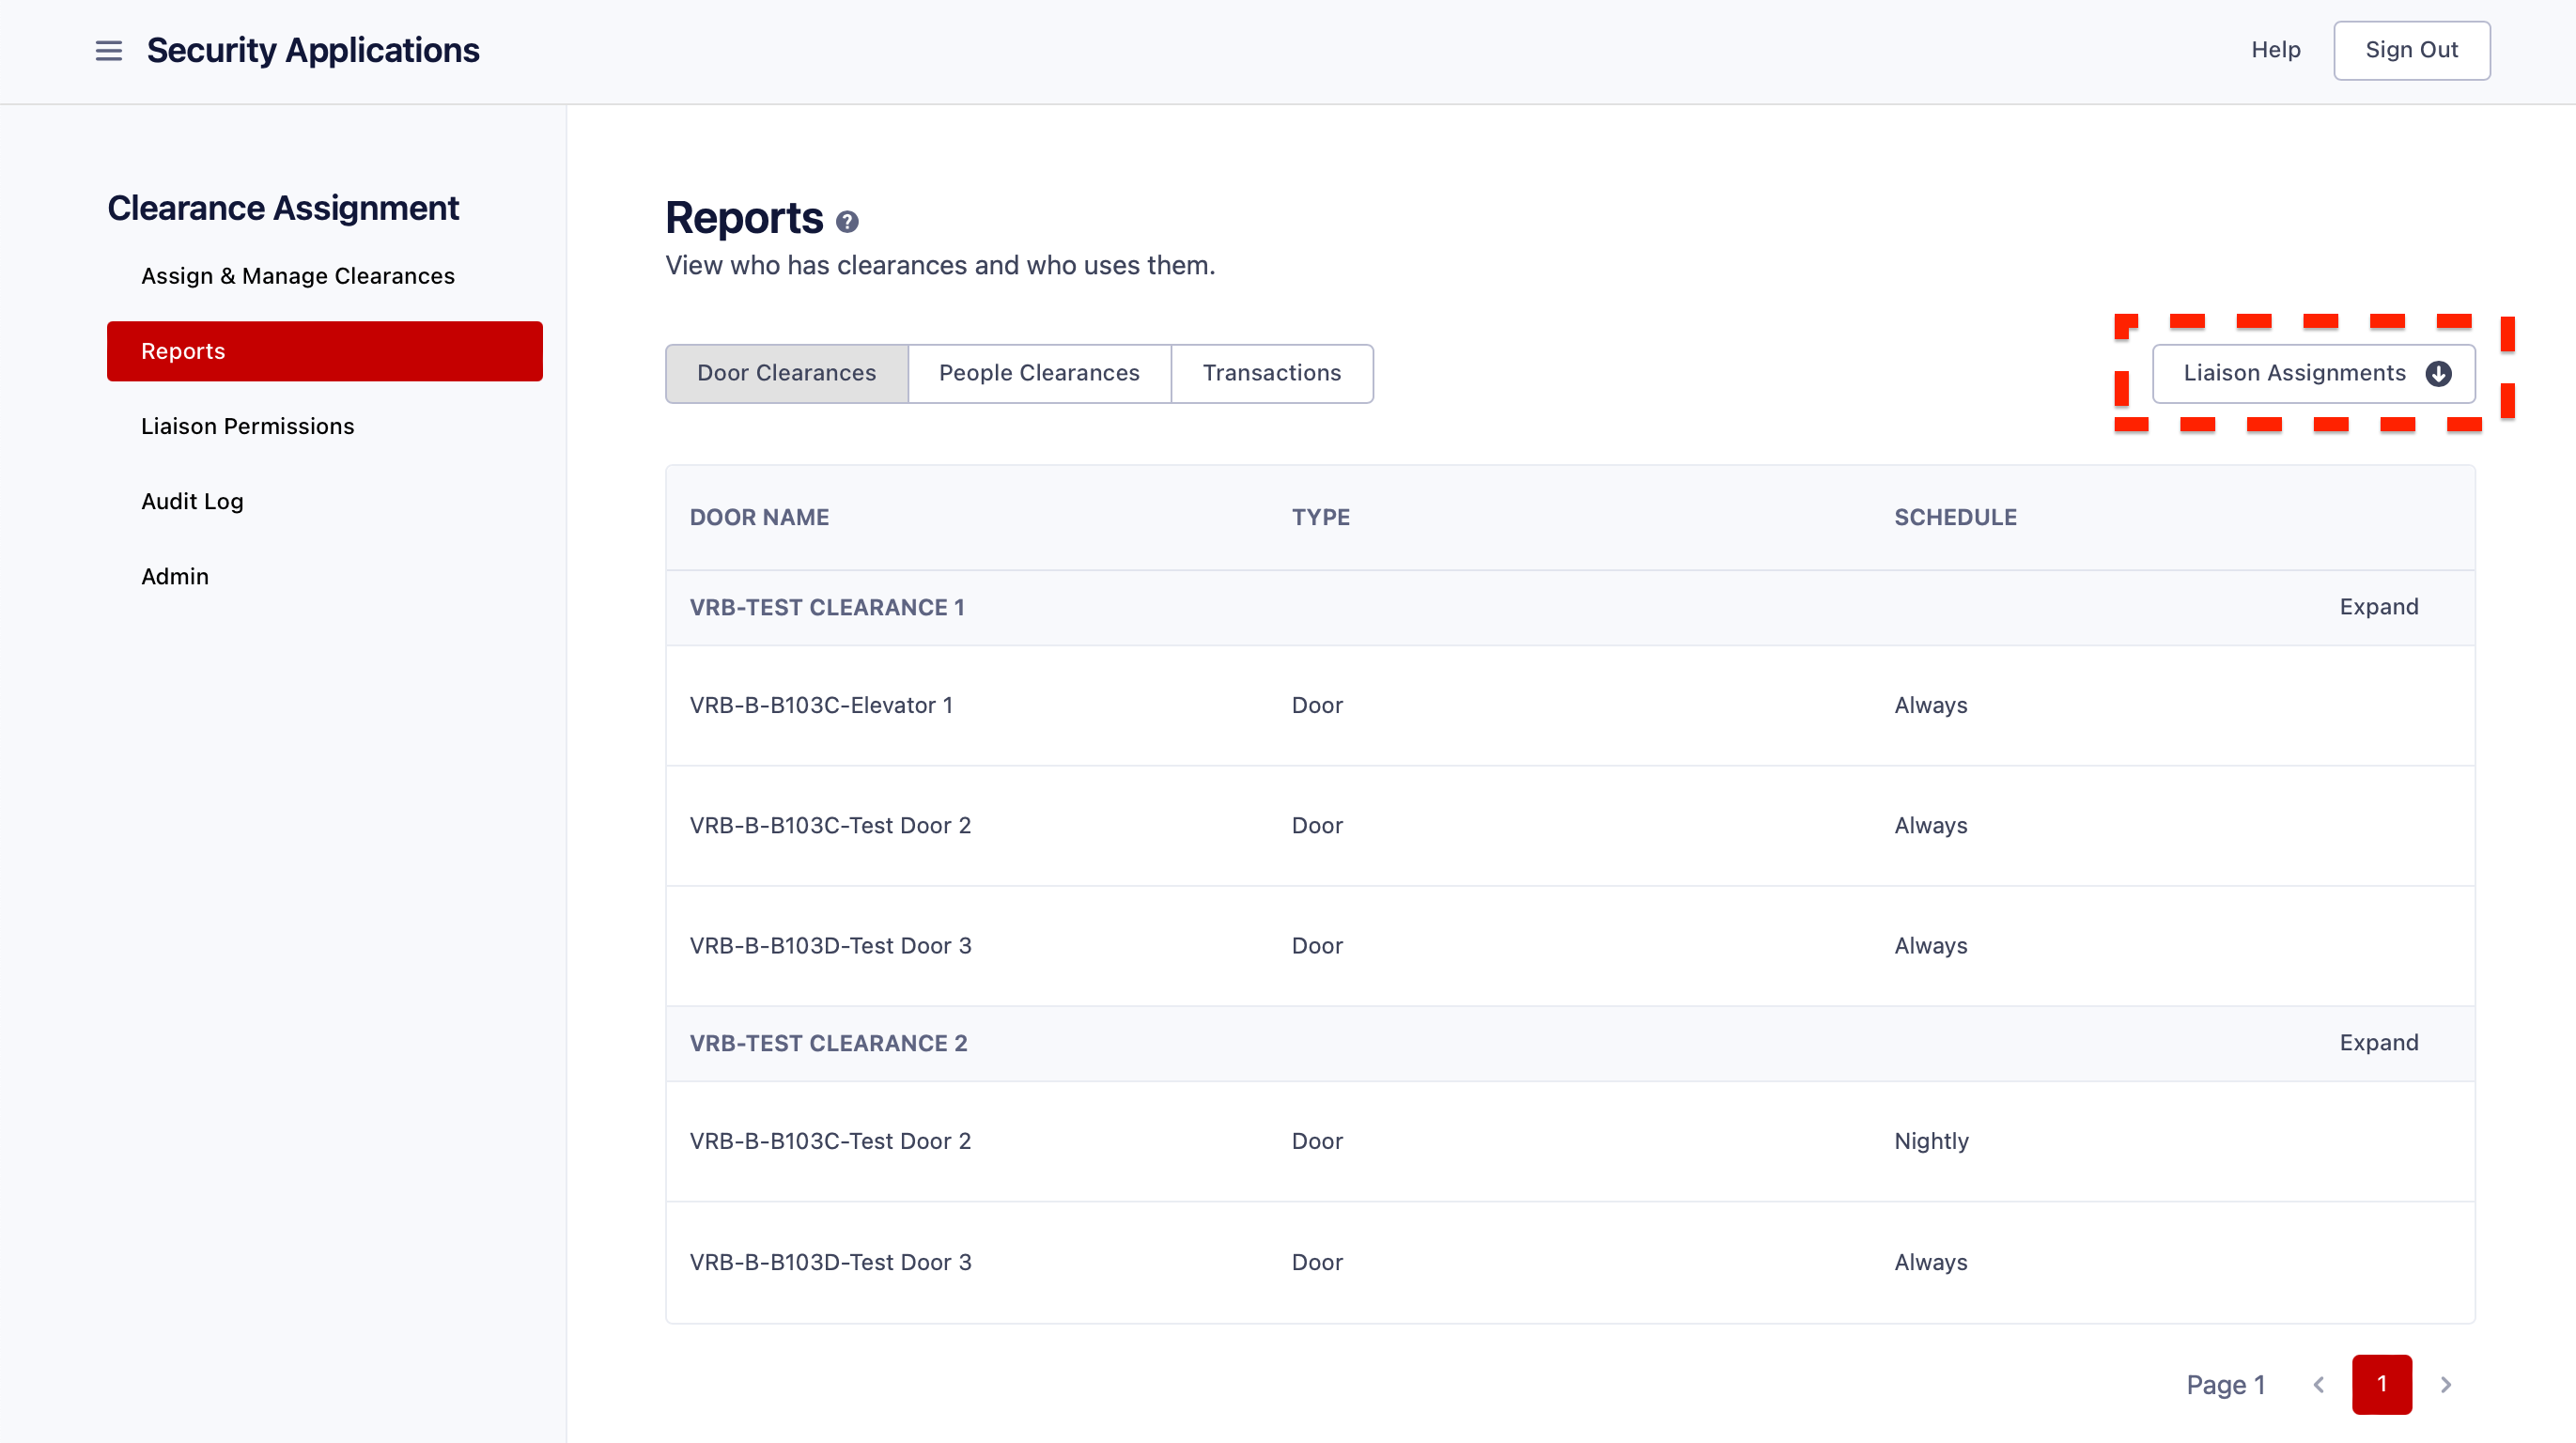 Security Applications
Help
Sign Out
Clearance Assignment
Assign & Manage Clearances
Reports
Liaison Permissions
Audit Log
Admin
Reports ?
View who has clearances and who uses them.
Door Clearances People Clearances Transactions
Liaison Assignments
DOOR NAME TYPE SCHEDULE
VRB-TEST CLEARANCE 1 Expand
VRB-B-B103C-Elevator 1 Door Always
VRB-B-B103C-Test Door 2 Door Always
VRB-B-B103D-Test Door 3 Door Always
VRB-TEST CLEARANCE 2 Expand
VRB-B-B103C-Test Door 2 Door Nightly
VRB-B-B103D-Test Door 3 Door Always
Page 1 1